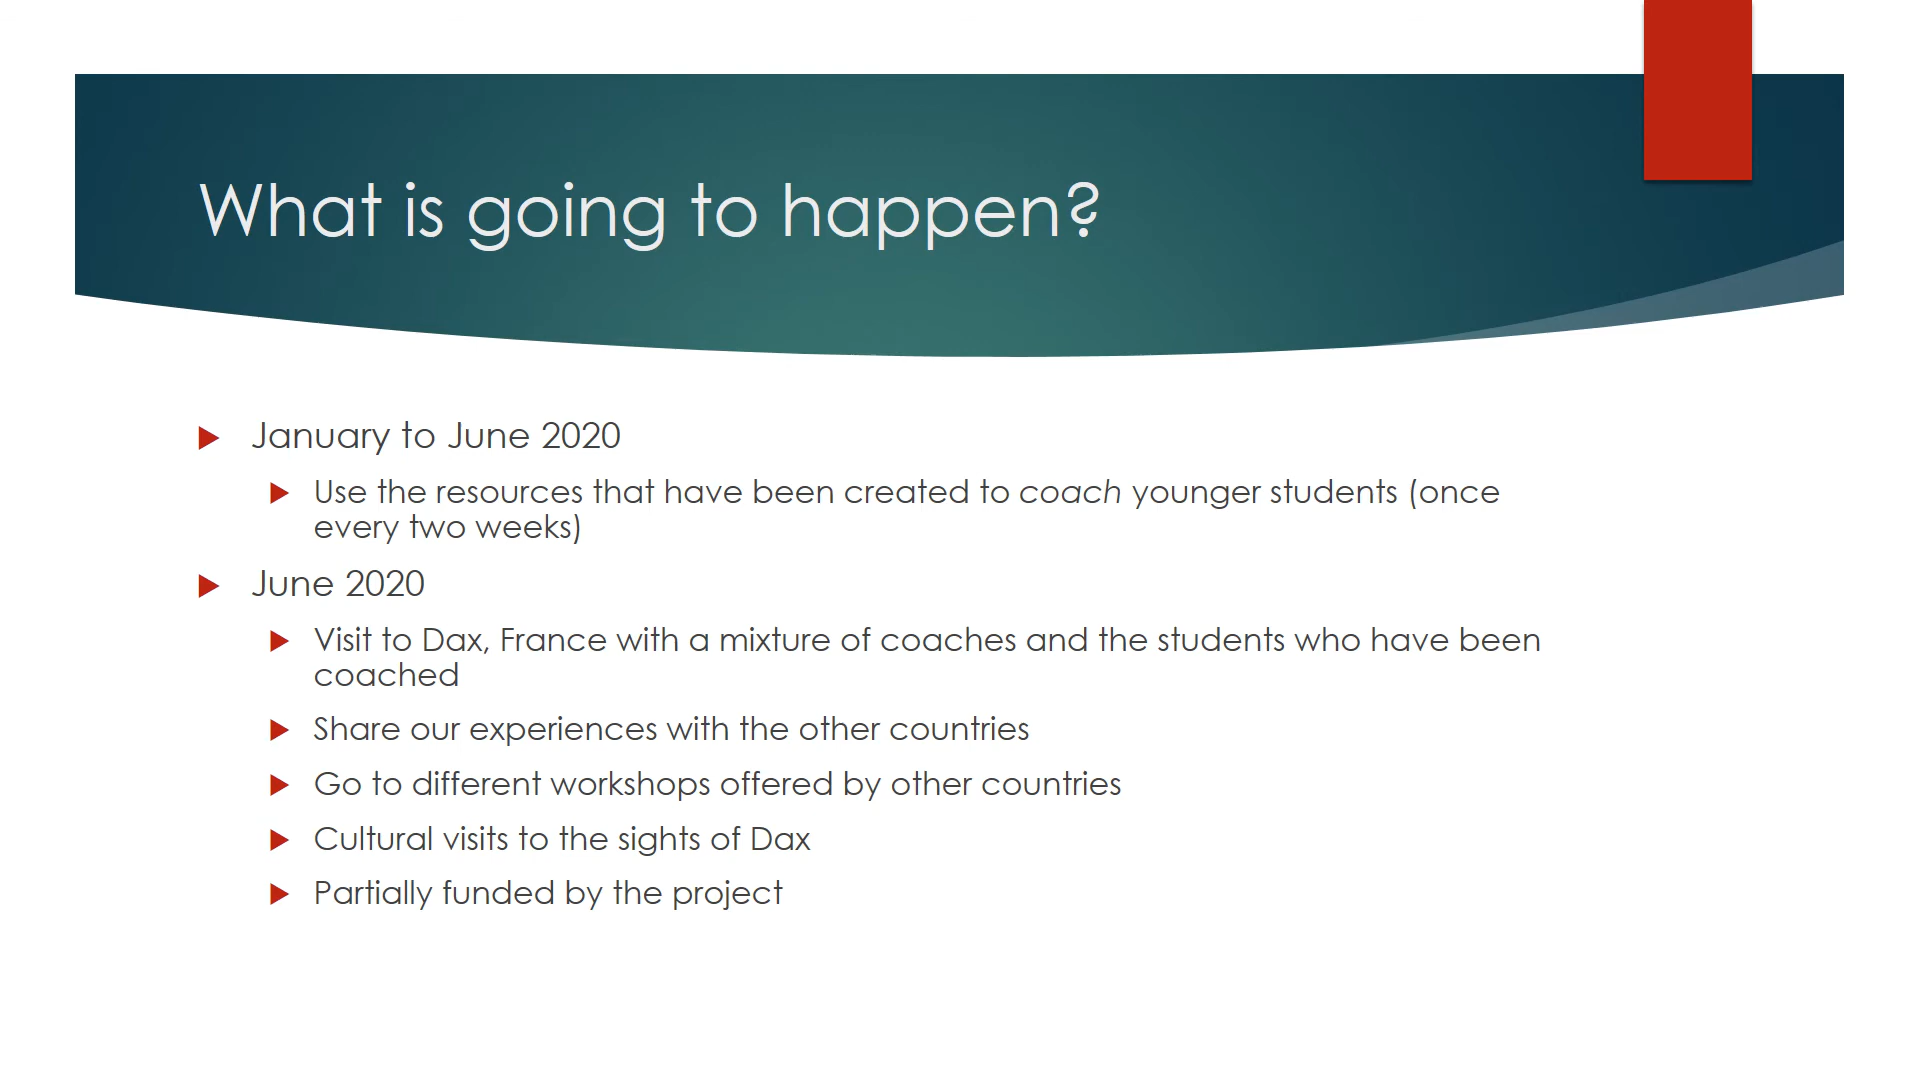 What is going to happen?
January to June 2020
Use the resources that have been created to coach younger students (once
every two weeks)
June 2020
Visit to Dax, France with a mixture of coaches and the students who have been
coached
Share our experiences with the other countries
Go to different workshops offered by other countries
Cultural visits to the sights of Dax
Partially funded by the project